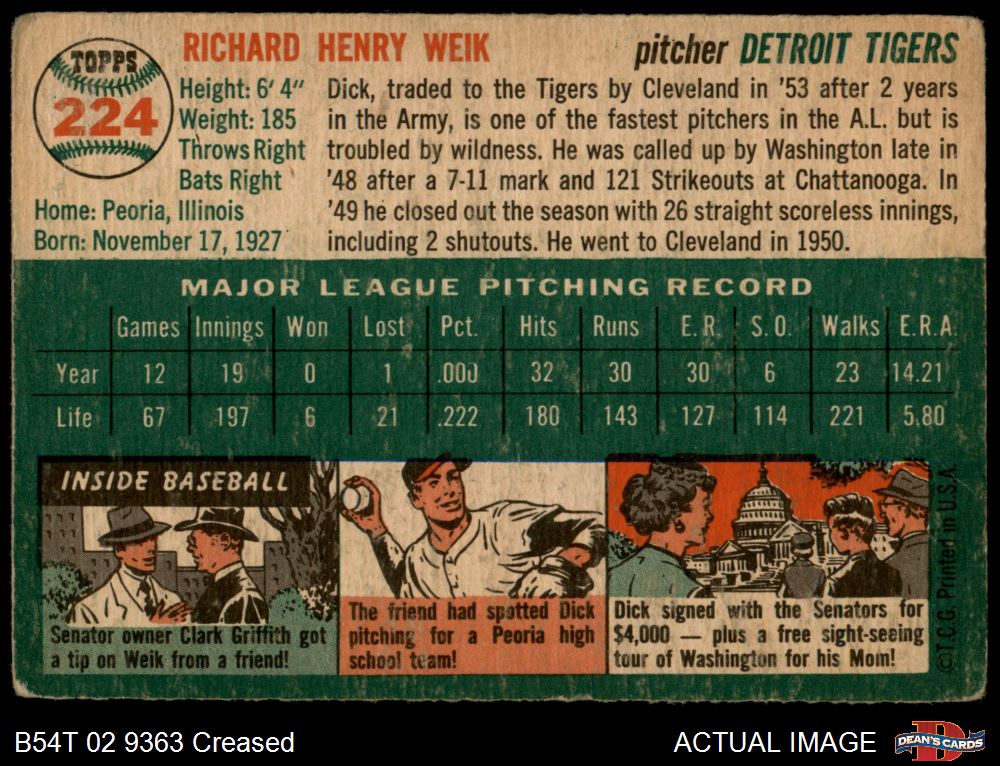 TOPPS
224
RICHARD HENRY WEIK
pitcher DETROIT TIGERS
Height: 6' 4"
Weight: 185
Throws Right
Bats Right
Home: Peoria, Illinois
Born: November 17, 1927
Dick, traded to the Tigers by Cleveland in '53 after 2 years
in the Army, is one of the fastest pitchers in the A.L. but is
troubled by wildness. He was called up by Washington late in
'48 after a 7-11 mark and 121 Strikeouts at Chattanooga. In
'49 he closed out the season with 26 straight scoreless innings,
including 2 shutouts. He went to Cleveland in 1950.
MAJOR LEAGUE PITCHING RECORD
Games Innings Won Lost Pct. Hits Runs E.R. S.O. Walks E.R.A.
Year 12 19 0 1 .000 32 30 30 6 23 14.21
Life 67 197 6 21 .222 180 143 127 114 221 5.80
INSIDE BASEBALL
Senator owner Clark Griffith got
a tip on Weik from a friend!
The friend had spotted Dick
pitching for a Peoria high
school team!
Dick signed with the Senators for
$4,000 — plus a free sight-seeing
tour of Washington for his Mom!
©T.C.G. Printed in U.S.A.
B54T 02 9363 Creased
ACTUAL IMAGE
DEAN'S CARDS